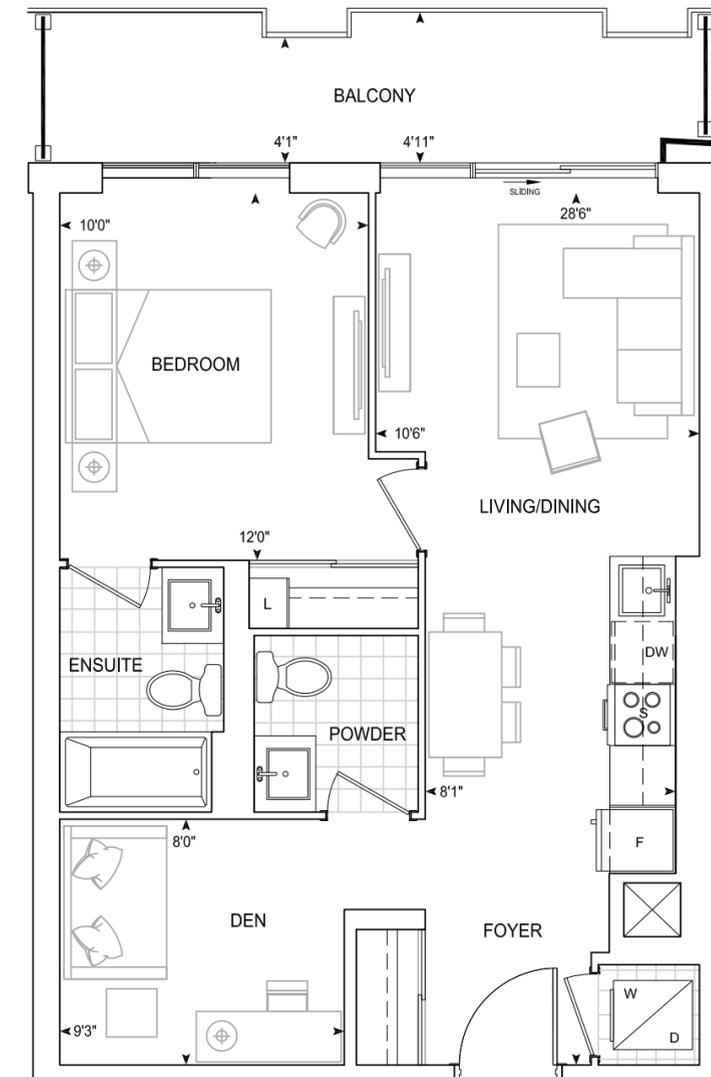 BALCONY
4'1"
4'11"
SLIDING
10'0"
28'6"
BEDROOM
10'6"
LIVING/DINING
12'0"
L
ENSUITE
DW
S
POWDER
8'1"
8'0"
F
DEN
FOYER
W
9'3"
D